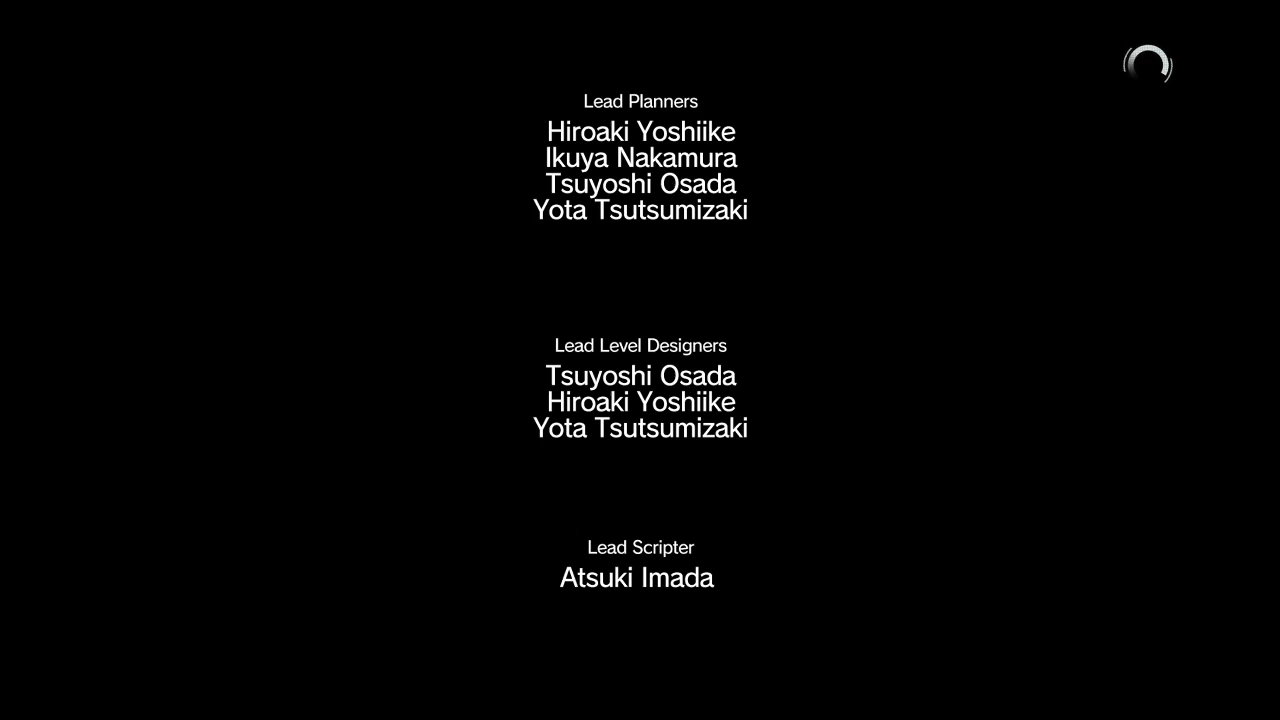 Lead Planners
Hiroaki Yoshiike
Ikuya Nakamura
Tsuyoshi Osada
Yota Tsutsumizaki
Lead Level Designers
Tsuyoshi Osada
Hiroaki Yoshiike
Yota Tsutsumizaki
Lead Scripter
Atsuki Imada